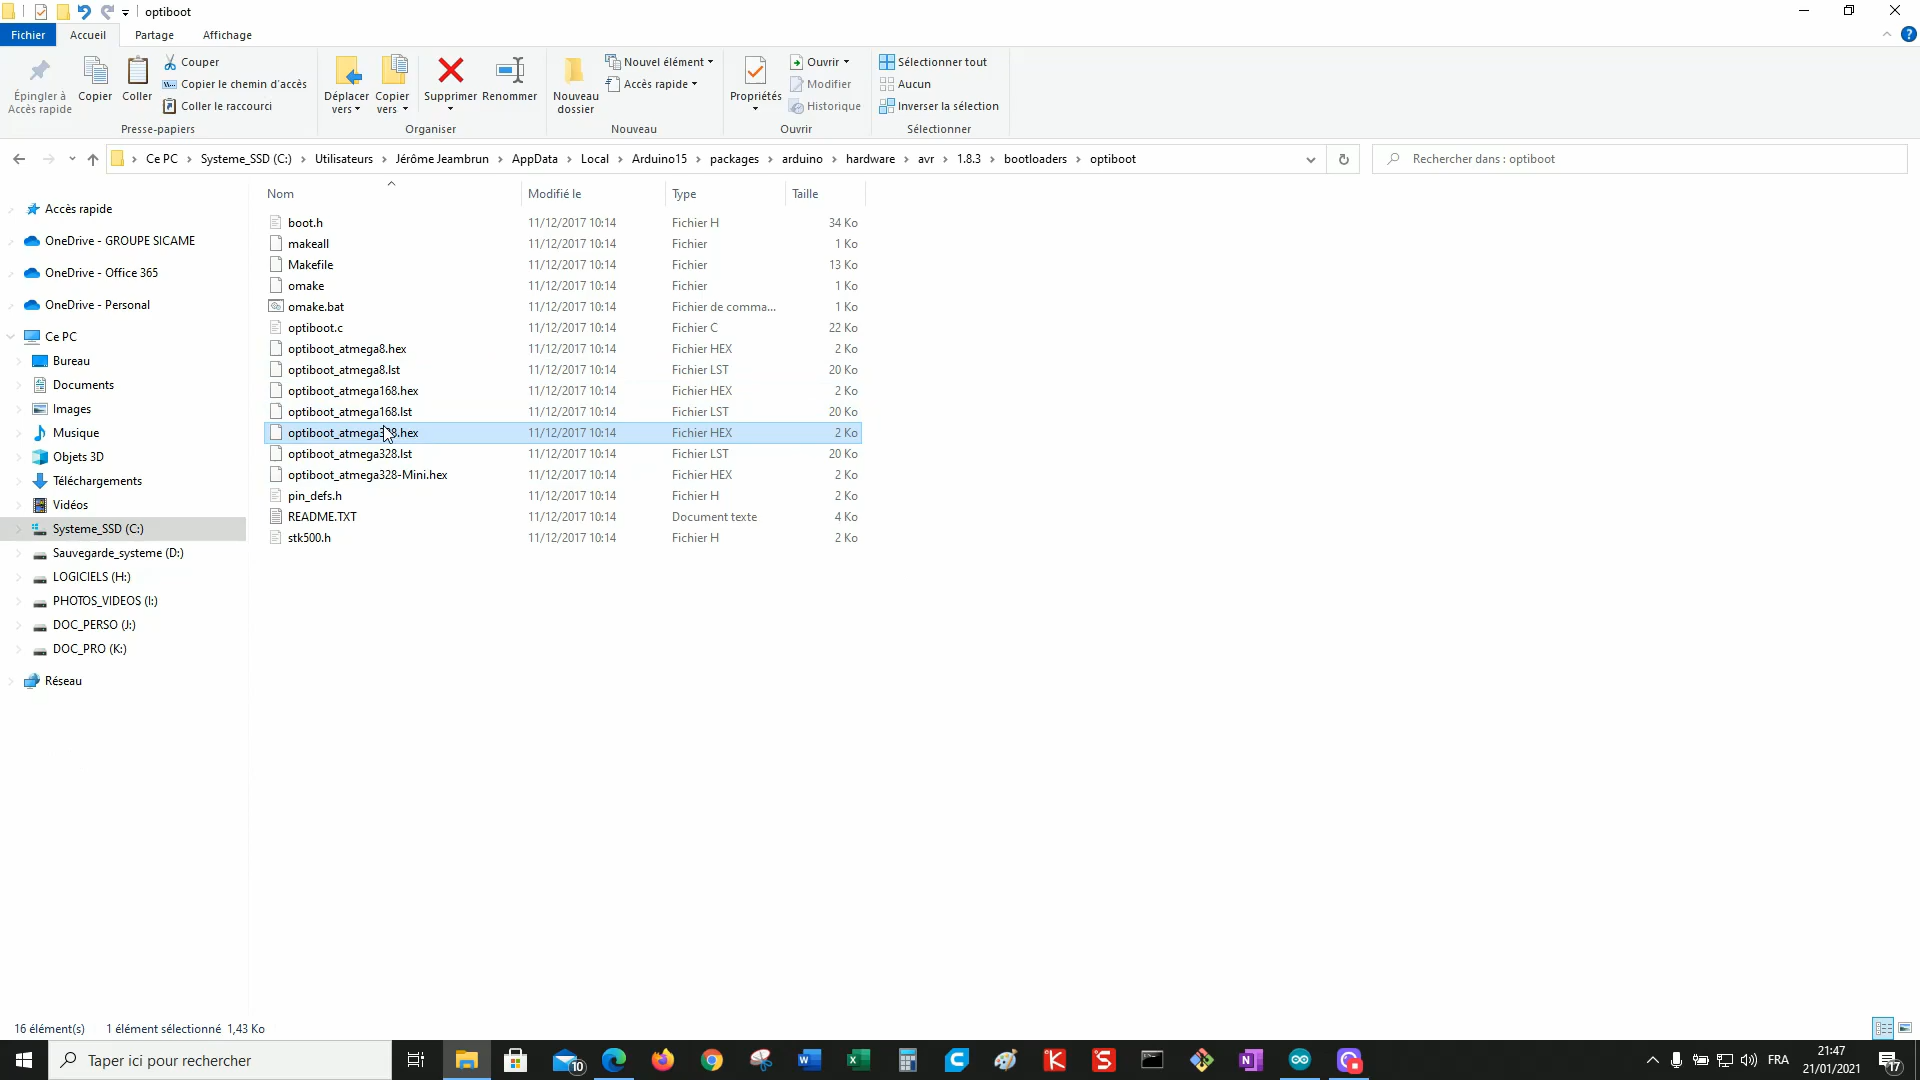 optiboot
Fichier Accueil Partage Affichage
Épingler à Accès rapide
Copier
Coller
Couper
Copier le chemin d'accès
Coller le raccourci
Presse-papiers
Déplacer vers
Copier vers
Supprimer
Renommer
Organiser
Nouveau dossier
Nouvel élément
Accès rapide
Nouveau
Propriétés
Ouvrir
Modifier
Historique
Ouvrir
Sélectionner tout
Aucun
Inverser la sélection
Sélectionner
Ce PC > Systeme_SSD (C:) > Utilisateurs > Jérôme Jeambrun > AppData > Local > Arduino15 > packages > arduino > hardware > avr > 1.8.3 > bootloaders > optiboot
Rechercher dans : optiboot
Accès rapide
OneDrive - GROUPE SICAME
OneDrive - Office 365
OneDrive - Personal
Ce PC
Bureau
Documents
Images
Musique
Objets 3D
Téléchargements
Vidéos
Systeme_SSD (C:)
Sauvegarde_systeme (D:)
LOGICIELS (H:)
PHOTOS_VIDEOS (I:)
DOC_PERSO (J:)
DOC_PRO (K:)
Réseau
Nom Modifié le Type Taille
boot.h 11/12/2017 10:14 Fichier H 34 Ko
makeall 11/12/2017 10:14 Fichier 1 Ko
Makefile 11/12/2017 10:14 Fichier 13 Ko
omake 11/12/2017 10:14 Fichier 1 Ko
omake.bat 11/12/2017 10:14 Fichier de comma... 1 Ko
optiboot.c 11/12/2017 10:14 Fichier C 22 Ko
optiboot_atmega8.hex 11/12/2017 10:14 Fichier HEX 2 Ko
optiboot_atmega8.lst 11/12/2017 10:14 Fichier LST 20 Ko
optiboot_atmega168.hex 11/12/2017 10:14 Fichier HEX 2 Ko
optiboot_atmega168.lst 11/12/2017 10:14 Fichier LST 20 Ko
optiboot_atmega328.hex 11/12/2017 10:14 Fichier HEX 2 Ko
optiboot_atmega328.lst 11/12/2017 10:14 Fichier LST 20 Ko
optiboot_atmega328-Mini.hex 11/12/2017 10:14 Fichier HEX 2 Ko
pin_defs.h 11/12/2017 10:14 Fichier H 2 Ko
README.TXT 11/12/2017 10:14 Document texte 4 Ko
stk500.h 11/12/2017 10:14 Fichier H 2 Ko
16 élément(s) 1 élément sélectionné 1,43 Ko
Taper ici pour rechercher
10
FRA
21:47
21/01/2021
17